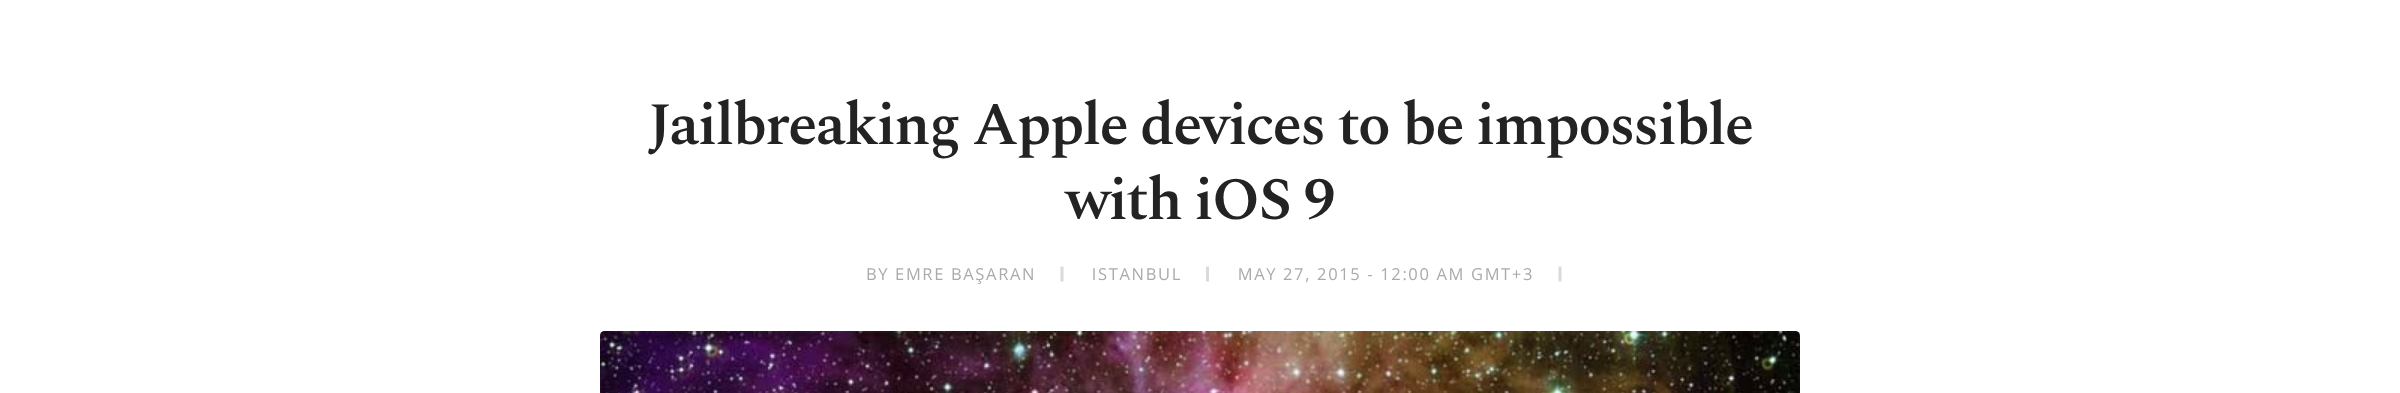 Jailbreaking Apple devices to be impossible
with iOS 9
BY EMRE BAŞARAN | ISTANBUL | MAY 27, 2015 - 12:00 AM GMT+3 |